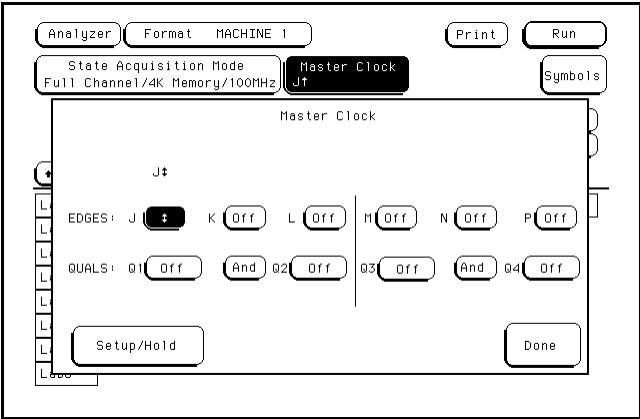 Analyzer Format MACHINE 1 Print Run
State Acquisition Mode Master Clock
Full Channel/4K Memory/100MHz J↑ Symbols
Master Clock
J↕
EDGES: J ↕ K Off L Off M Off N Off P Off
QUALS: Q1 Off And Q2 Off Q3 Off And Q4 Off
Setup/Hold Done